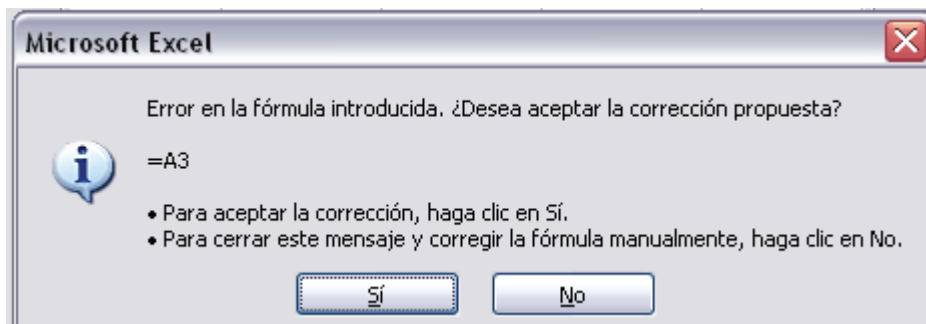 Microsoft Excel
Error en la fórmula introducida. ¿Desea aceptar la corrección propuesta?
=A3
• Para aceptar la corrección, haga clic en Sí.
• Para cerrar este mensaje y corregir la fórmula manualmente, haga clic en No.
Sí
No